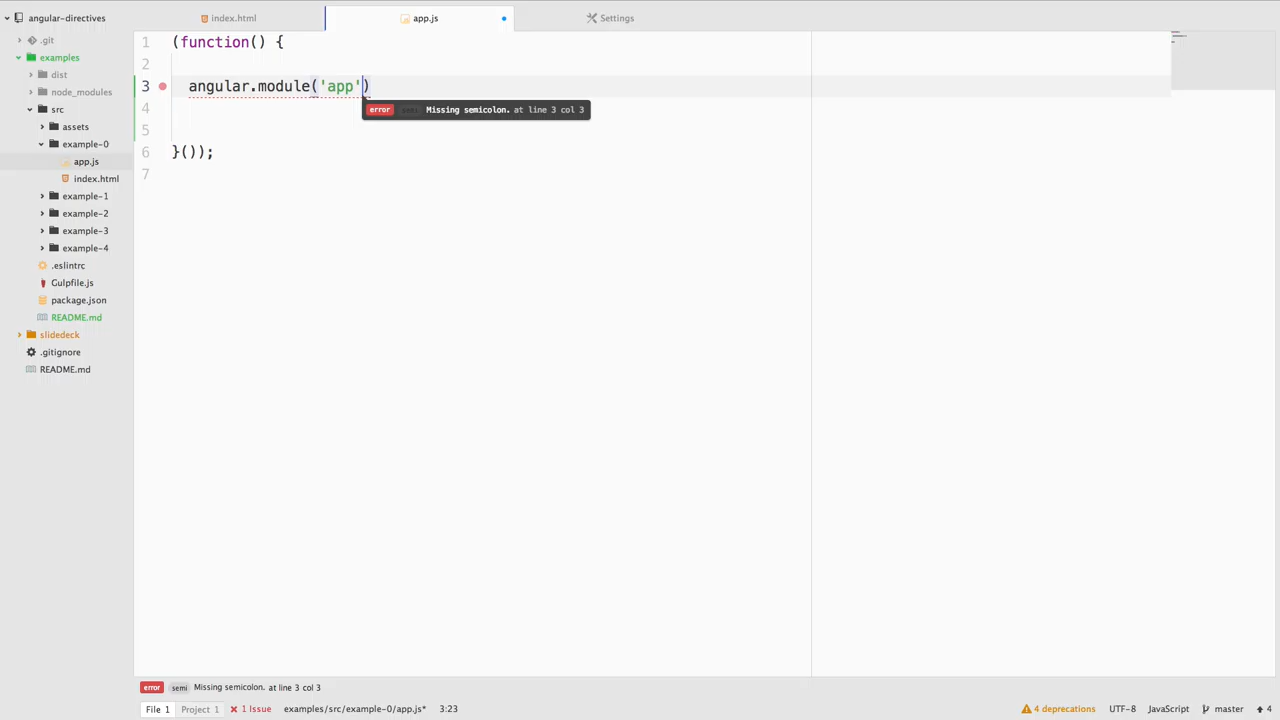 angular-directives
index.html
app.js
Settings
.git
examples
dist
node_modules
src
assets
example-0
app.js
index.html
example-1
example-2
example-3
example-4
.eslintrc
Gulpfile.js
package.json
README.md
slidedeck
.gitignore
README.md
1 (function() {
2
3 angular.module('app')
error semi Missing semicolon. at line 3 col 3
4
5
6 }());
7
error semi Missing semicolon. at line 3 col 3
File 1 Project 1 1 Issue examples/src/example-0/app.js* 3:23 4 deprecations UTF-8 JavaScript master 4